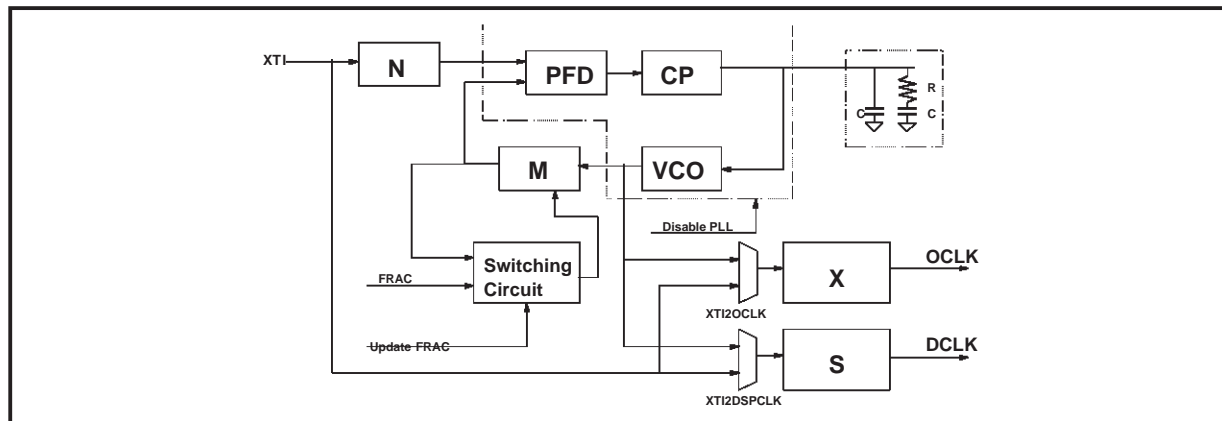 XTI
N
PFD
CP
R
C
C
M
VCO
Disable PLL
Switching
Circuit
FRAC
Update FRAC
X
OCLK
XTI2OCLK
S
DCLK
XTI2DSPCLK